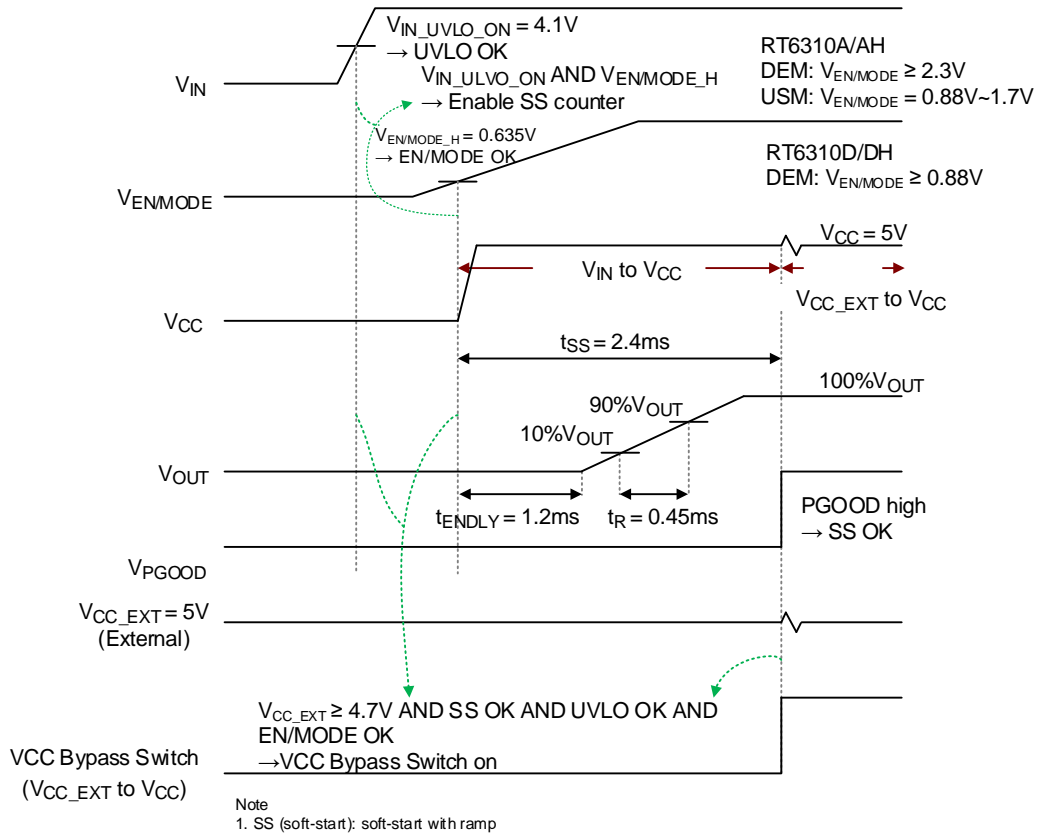 V_IN_UVLO_ON = 4.1V
→ UVLO OK
V_IN
V_IN_ULVO_ON AND V_EN/MODE_H
→ Enable SS counter
RT6310A/AH
DEM: V_EN/MODE ≥ 2.3V
USM: V_EN/MODE = 0.88V~1.7V
V_EN/MODE_H = 0.635V
→ EN/MODE OK
RT6310D/DH
DEM: V_EN/MODE ≥ 0.88V
V_EN/MODE
V_CC = 5V
V_IN to V_CC
V_CC_EXT to V_CC
V_CC
t_SS = 2.4ms
100%V_OUT
90%V_OUT
10%V_OUT
V_OUT
t_ENDLY = 1.2ms
t_R = 0.45ms
PGOOD high
→ SS OK
V_PGOOD
V_CC_EXT = 5V
(External)
V_CC_EXT ≥ 4.7V AND SS OK AND UVLO OK AND
EN/MODE OK
→VCC Bypass Switch on
VCC Bypass Switch
(V_CC_EXT to V_CC)
Note
1. SS (soft-start): soft-start with ramp